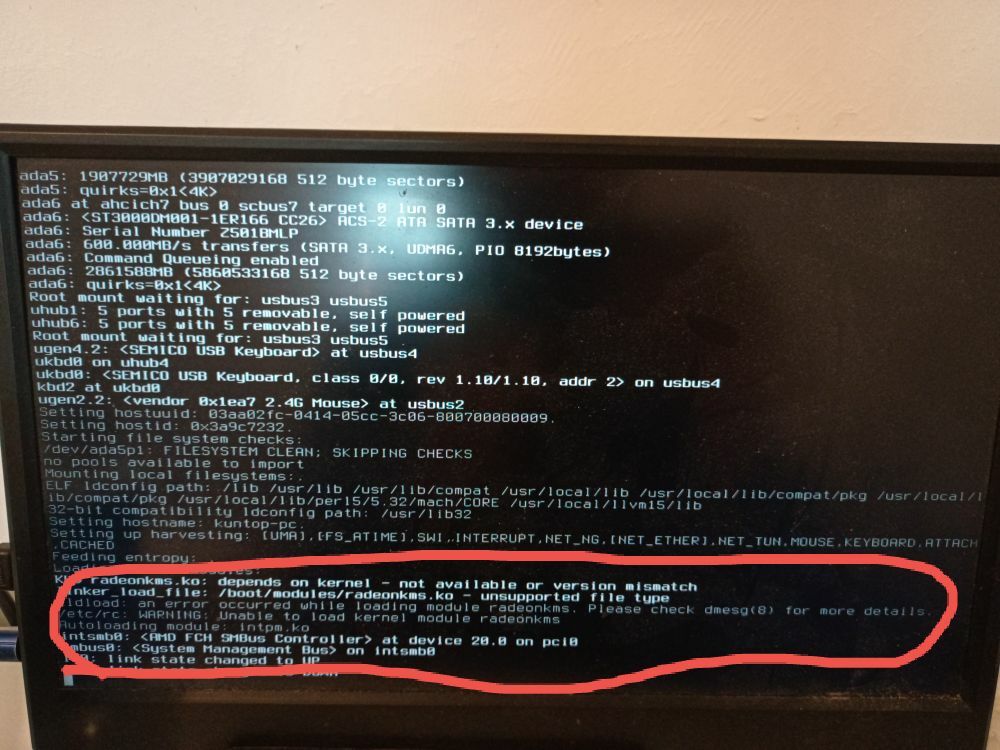 ada5: 1907729MB (3907029168 512 byte sectors)
ada5: quirks=0x1<4K>
ada6 at ahcich7 bus 0 scbus7 target 0 lun 0
ada6: <ST3000DM001-1ER166 CC26> ACS-2 ATA SATA 3.x device
ada6: Serial Number Z501BMLP
ada6: 600.000MB/s transfers (SATA 3.x, UDMA6, PIO 8192bytes)
ada6: Command Queueing enabled
ada6: 2861588MB (5860533168 512 byte sectors)
ada6: quirks=0x1<4K>
Root mount waiting for: usbus3 usbus5
uhub1: 5 ports with 5 removable, self powered
uhub6: 5 ports with 5 removable, self powered
Root mount waiting for: usbus3 usbus5
ugen4.2: <SEMICO USB Keyboard> at usbus4
ukbd0 on uhub4
ukbd0: <SEMICO USB Keyboard, class 0/0, rev 1.10/1.10, addr 2> on usbus4
kbd2 at ukbd0
ugen2.2: <vendor 0x1ea7 2.4G Mouse> at usbus2
Setting hostuuid: 03aa02fc-0414-05cc-3c06-800700080009.
Setting hostid: 0x3a9c7232.
Starting file system checks:
/dev/ada5p1: FILESYSTEM CLEAN; SKIPPING CHECKS
no pools available to import
Mounting local filesystems:.
ELF ldconfig path: /lib /usr/lib /usr/lib/compat /usr/local/lib /usr/local/lib/compat/pkg /usr/local/l
ib/compat/pkg /usr/local/lib/perl5/5.32/mach/CORE /usr/local/llvm15/lib
32-bit compatibility ldconfig path: /usr/lib32
Setting hostname: kuntop-pc.
Setting up harvesting: [UMA],[FS_ATIME],SWI,INTERRUPT,NET_NG,[NET_ETHER],NET_TUN,MOUSE,KEYBOARD,ATTACH
,CACHED
Feeding entropy:
radeonkms.ko: depends on kernel - not available or version mismatch
linker_load_file: /boot/modules/radeonkms.ko - unsupported file type
kldload: an error occurred while loading module radeonkms. Please check dmesg(8) for more details.
/etc/rc: WARNING: Unable to load kernel module radeonkms
Autoloading module: intpm.ko
intsmb0: <AMD FCH SMBus Controller> at device 20.0 on pci0
smbus0: <System Management Bus> on intsmb0
link state changed to UP